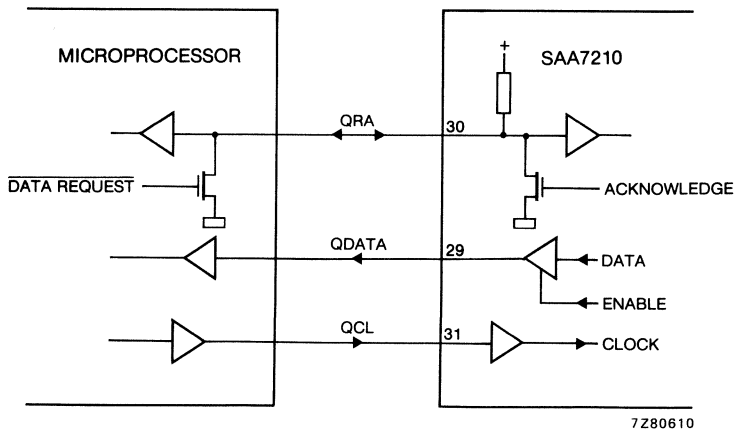 MICROPROCESSOR
SAA7210
+
QRA
30
DATA REQUEST
ACKNOWLEDGE
QDATA
29
DATA
ENABLE
QCL
31
CLOCK
7Z80610